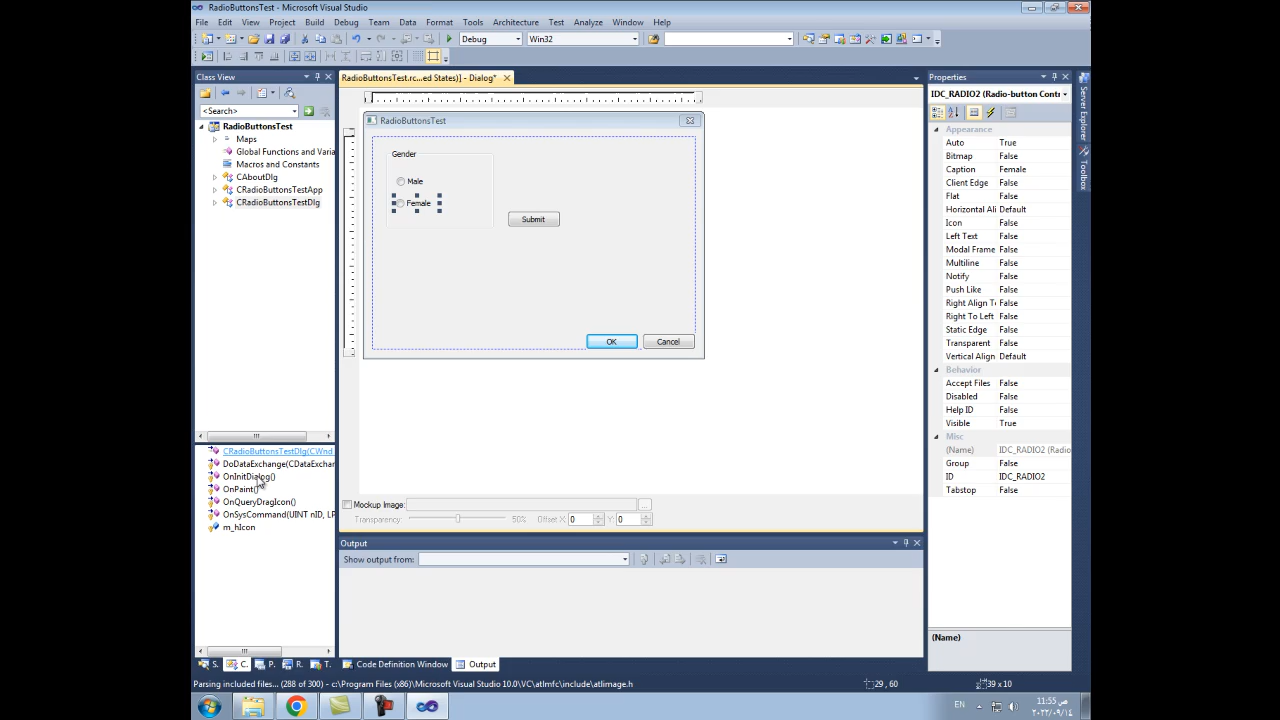 RadioButtonsTest - Microsoft Visual Studio
File Edit View Project Build Debug Team Data Format Tools Architecture Test Analyze Window Help
Debug Win32
Class View
RadioButtonsTest.rc...ed States)] - Dialog*
Properties
<Search>
IDC_RADIO2 (Radio-button Contr
RadioButtonsTest
Maps
Global Functions and Varia
Macros and Constants
CAboutDlg
CRadioButtonsTestApp
CRadioButtonsTestDlg
RadioButtonsTest
Gender
Male
Female
Submit
OK Cancel
Appearance
Auto True
Bitmap False
Caption Female
Client Edge False
Flat False
Horizontal Ali Default
Icon False
Left Text False
Modal Frame False
Multiline False
Notify False
Push Like False
Right Align To False
Right To Left False
Static Edge False
Transparent False
Vertical Align Default
Behavior
Accept Files False
Disabled False
Help ID False
Visible True
Misc
(Name) IDC_RADIO2 (Radio
Group False
ID IDC_RADIO2
Tabstop False
(Name)
Server Explorer
Toolbox
CRadioButtonsTestDlg(CWnd
DoDataExchange(CDataExchan
OnInitDialog()
OnPaint()
OnQueryDragIcon()
OnSysCommand(UINT nID, LP
m_hIcon
Mockup Image: ...
Transparency: 50% Offset X: 0 Y: 0
Output
Show output from:
S. C. P. R. T.
Code Definition Window Output
Parsing included files... (288 of 300) - c:\Program Files (x86)\Microsoft Visual Studio 10.0\VC\atlmfc\include\atlimage.h
29 , 60
39 x 10
EN
11:55 ص
٢٠٢٢/٠٩/١٤